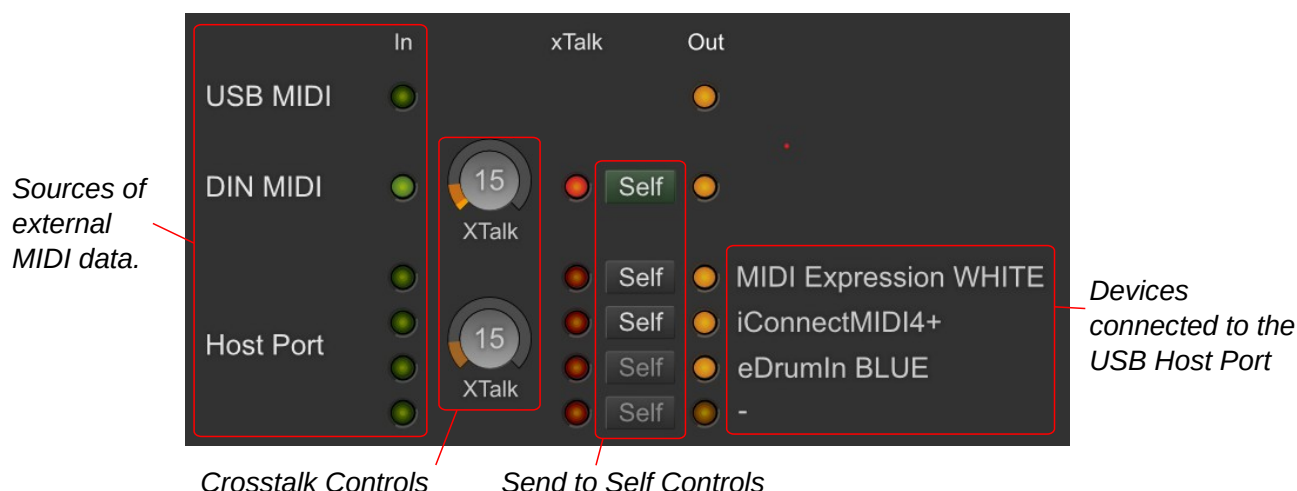 In xTalk Out
USB MIDI
DIN MIDI 15 Self
XTalk
Sources of
external
MIDI data.
Self MIDI Expression WHITE
Self iConnectMIDI4+
Host Port 15
Self eDrumIn BLUE
XTalk
Self -
Devices
connected to the
USB Host Port
Crosstalk Controls Send to Self Controls